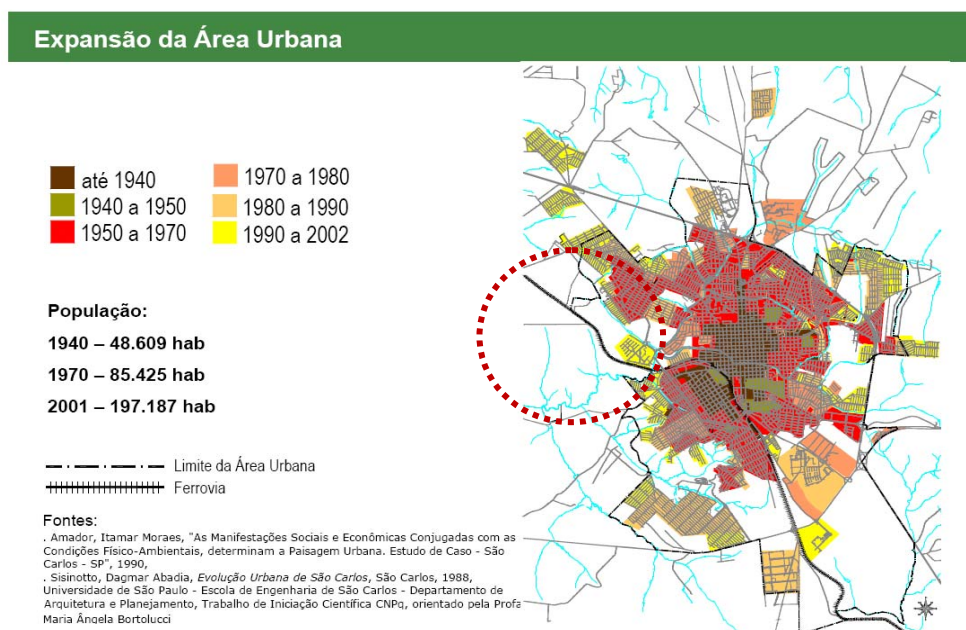 Expansão da Área Urbana
até 1940
1940 a 1950
1950 a 1970
1970 a 1980
1980 a 1990
1990 a 2002
População:
1940 – 48.609 hab
1970 – 85.425 hab
2001 – 197.187 hab
Limite da Área Urbana
Ferrovia
Fontes:
. Amador, Itamar Moraes, "As Manifestações Sociais e Econômicas Conjugadas com as
Condições Físico-Ambientais, determinam a Paisagem Urbana. Estudo de Caso - São
Carlos - SP", 1990,
. Sisinotto, Dagmar Abadia, Evolução Urbana de São Carlos, São Carlos, 1988,
Universidade de São Paulo - Escola de Engenharia de São Carlos - Departamento de
Arquitetura e Planejamento, Trabalho de Iniciação Científica CNPq, orientado pela Profa
Maria Ângela Bortolucci